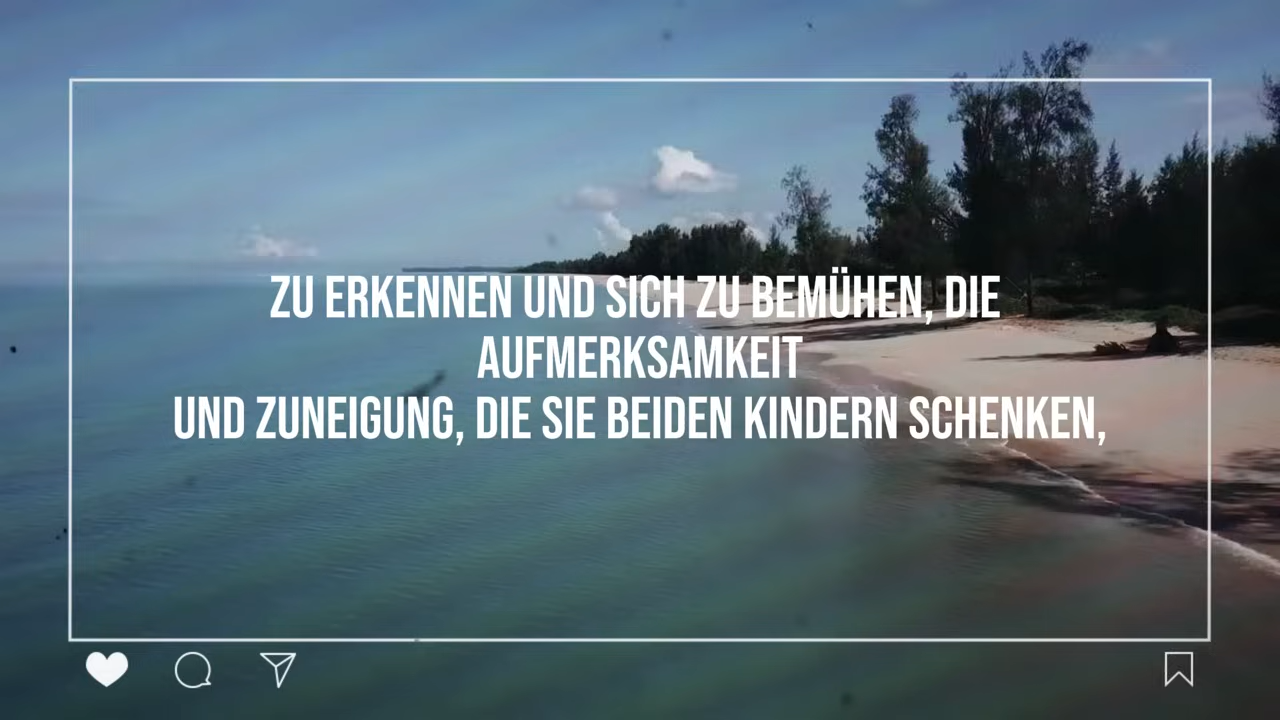 ZU ERKENNEN UND SICH ZU BEMÜHEN, DIE
AUFMERKSAMKEIT
UND ZUNEIGUNG, DIE SIE BEIDEN KINDERN SCHENKEN,